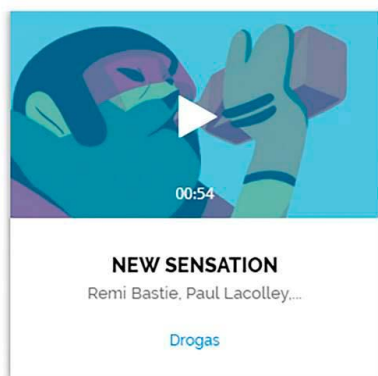 00:54
NEW SENSATION
Remi Bastie, Paul Lacolley,...
Drogas